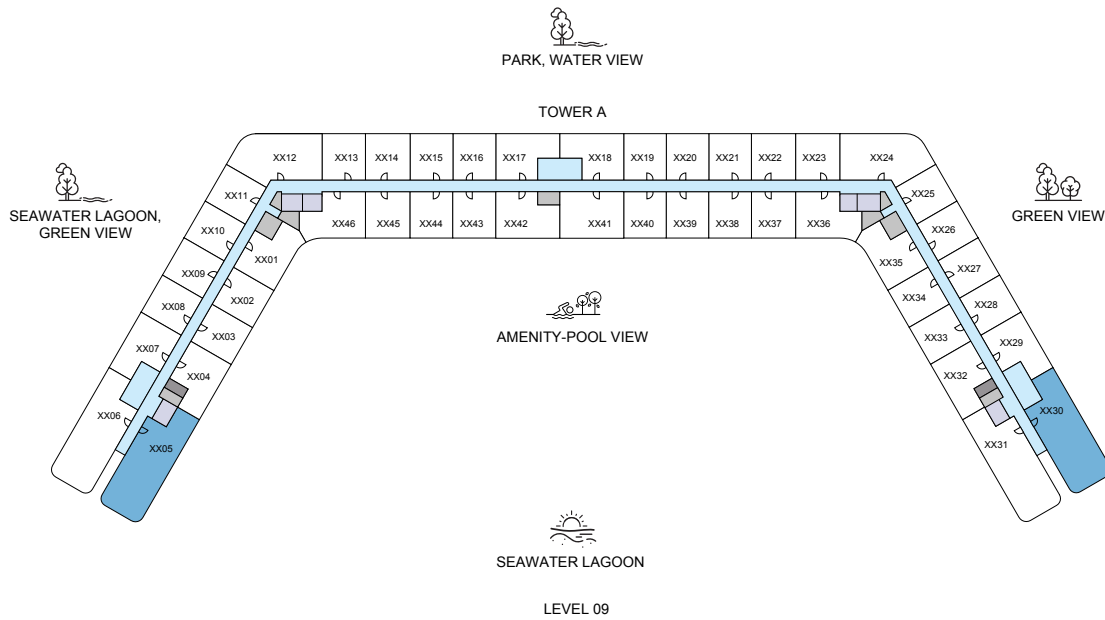 PARK, WATER VIEW
TOWER A
XX12
XX13
XX14
XX15
XX16
XX17
XX18
XX19
XX20
XX21
XX22
XX23
XX24
SEAWATER LAGOON,
GREEN VIEW
GREEN VIEW
XX11
XX10
XX09
XX08
XX07
XX06
XX05
XX04
XX03
XX02
XX01
XX46
XX45
XX44
XX43
XX42
XX41
XX40
XX39
XX38
XX37
XX36
XX35
XX34
XX33
XX32
XX31
XX25
XX26
XX27
XX28
XX29
XX30
AMENITY-POOL VIEW
SEAWATER LAGOON
LEVEL 09